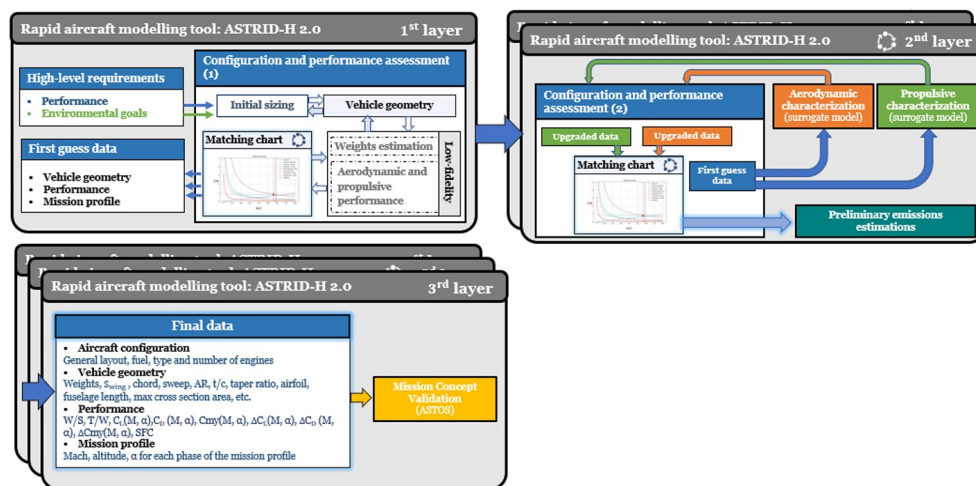 Rapid aircraft modelling tool: ASTRID-H 2.0
1st layer
High-level requirements
Performance
Environmental goals
First guess data
Vehicle geometry
Performance
Mission profile
Configuration and performance assessment
(1)
Initial sizing
Vehicle geometry
Matching chart
Weights estimation
Aerodynamic and
propulsive
performance
Low-fidelity
Rapid aircraft modelling tool: ASTRID-H 2.0
2nd layer
Configuration and performance
assessment (2)
Upgraded data
Upgraded data
Matching chart
First guess
data
Aerodynamic
characterization
(surrogate model)
Propulsive
characterization
(surrogate model)
Preliminary emissions
estimations
Rapid aircraft modelling tool: ASTRID-H 2.0
3rd layer
Final data
Aircraft configuration
General layout, fuel, type and number of engines
Vehicle geometry
Weights, Swing , chord, sweep, AR, t/c, taper ratio, airfoil,
fuselage length, max cross section area, etc.
Performance
W/S, T/W, CL(M, α),CD (M, α), Cmy(M, α), ΔCL(M, α), ΔCD (M,
α), ΔCmy(M, α), SFC
Mission profile
Mach, altitude, α for each phase of the mission profile
Mission Concept
Validation
(ASTOS)